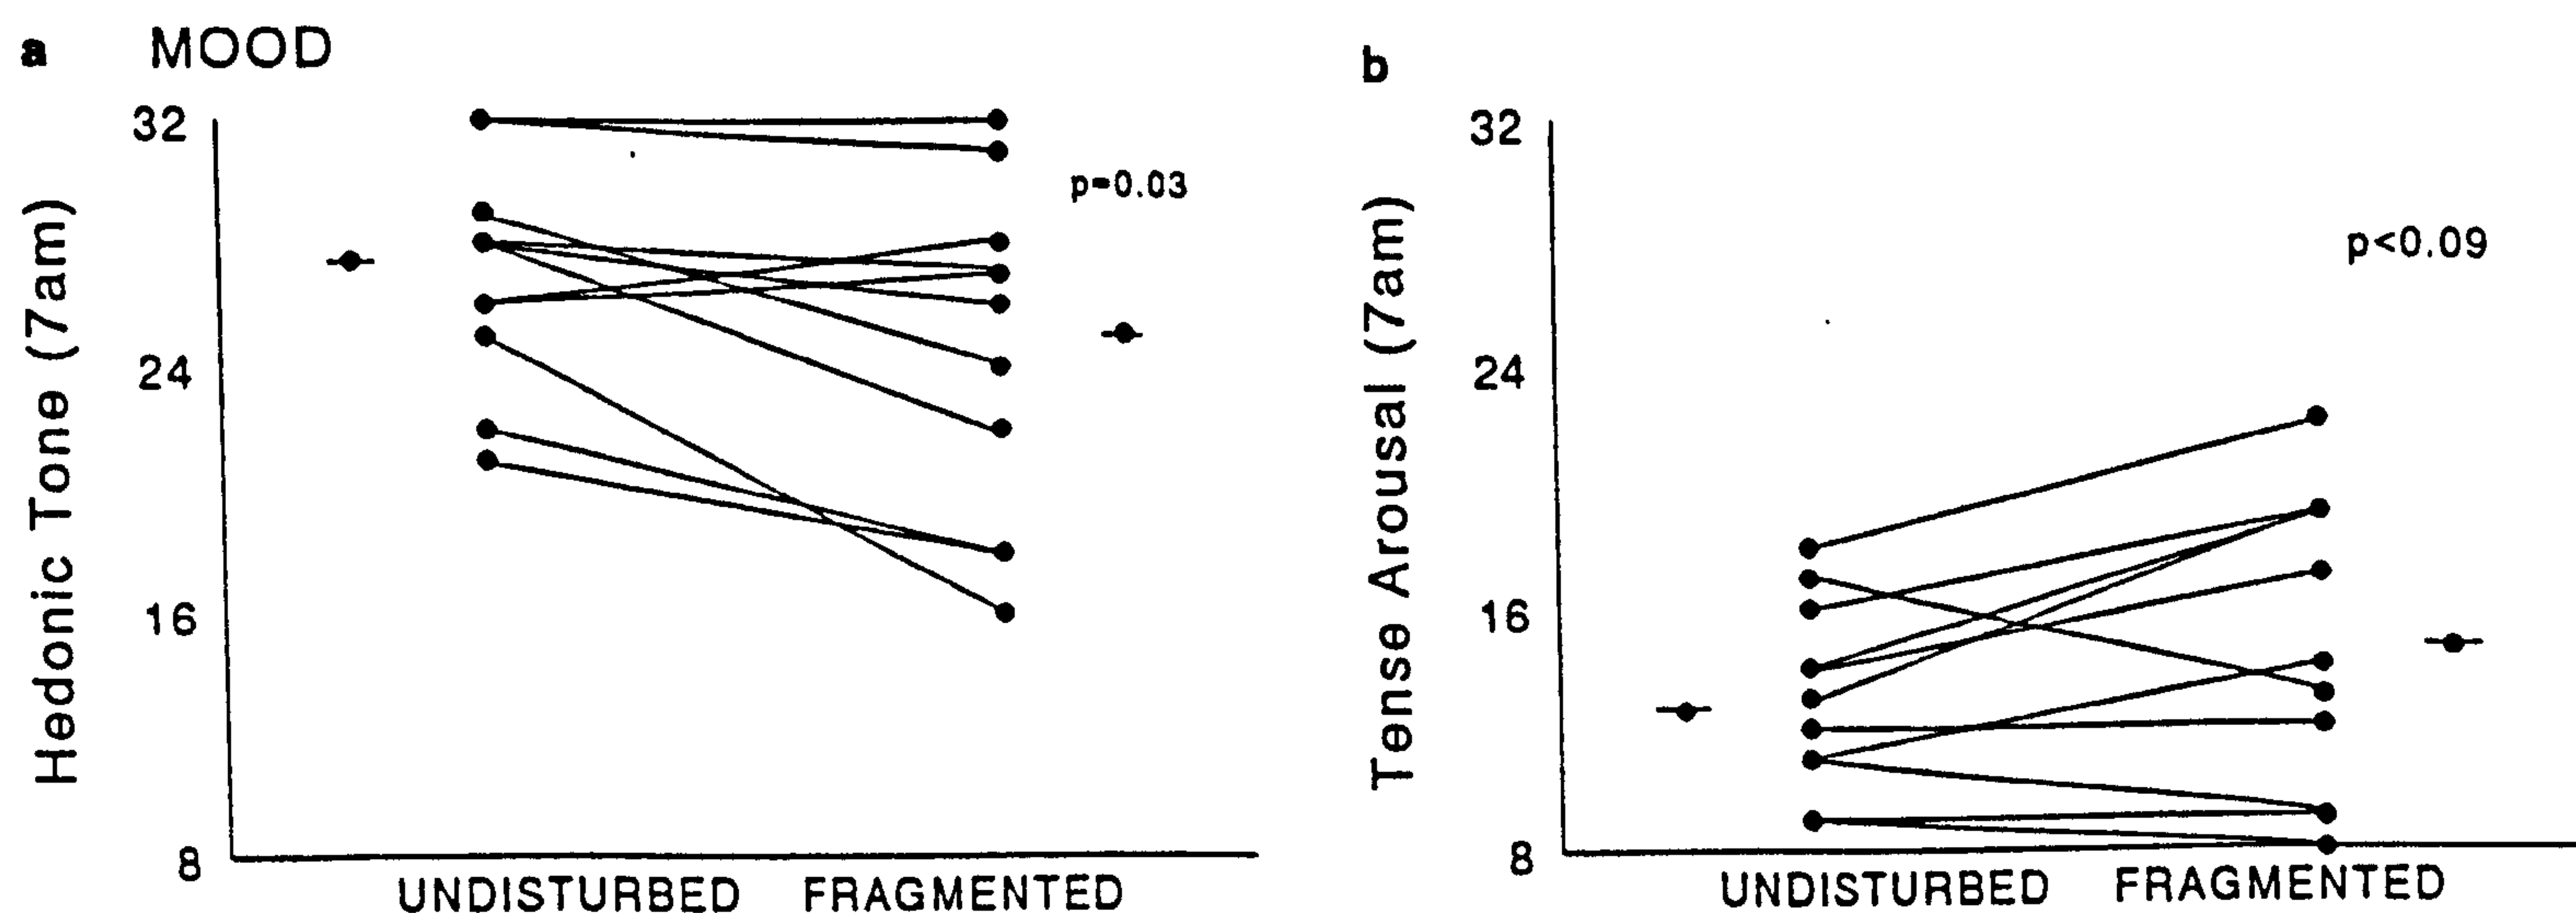 a MOOD
32
24
16
8
Hedonic Tone (7am)
p=0.03
UNDISTURBED FRAGMENTED
b
32
24
16
8
Tense Arousal (7am)
p<0.09
UNDISTURBED FRAGMENTED